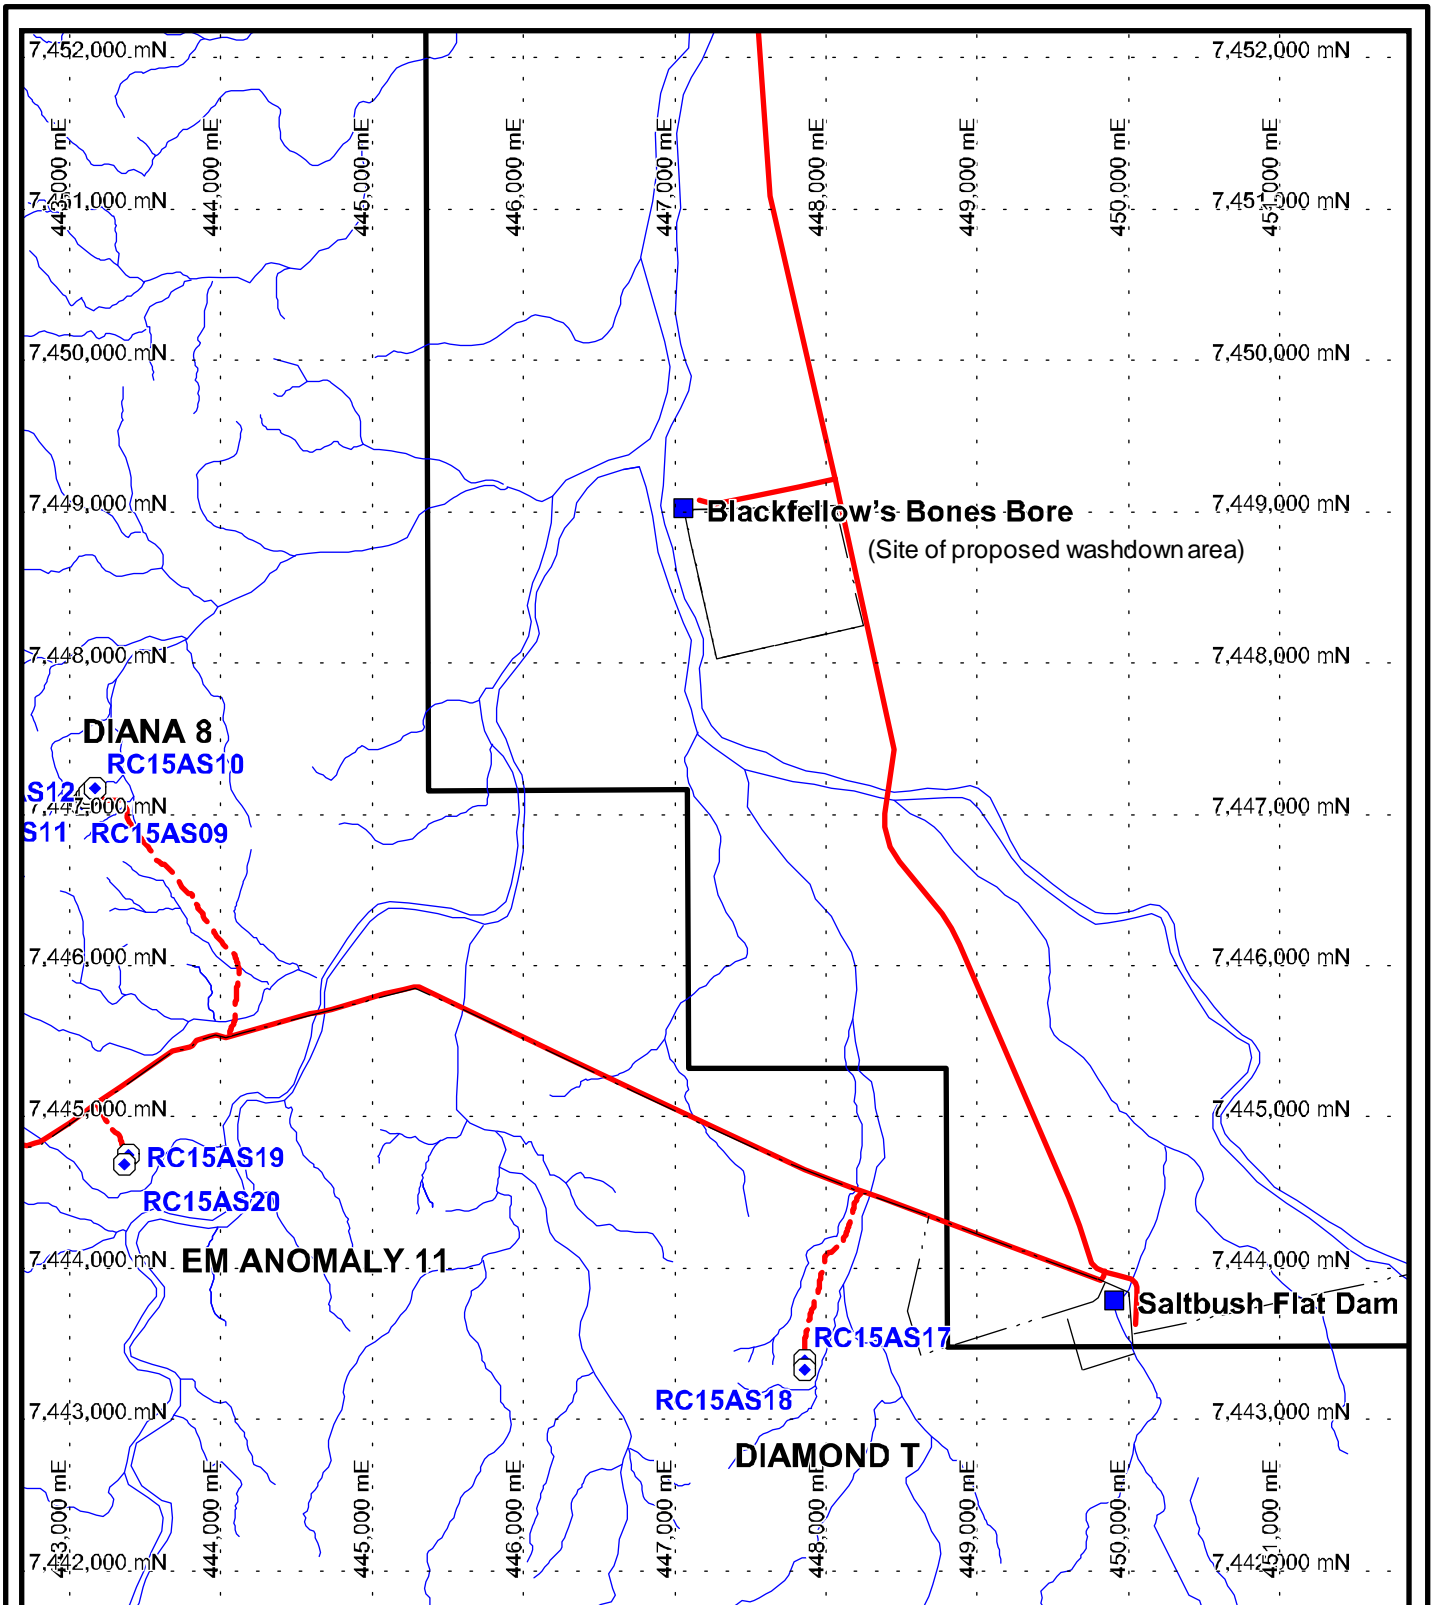 7,452,000 mN
7,452,000 mN
443,000 mE
444,000 mE
445,000 mE
446,000 mE
447,000 mE
448,000 mE
449,000 mE
450,000 mE
451,000 mE
7,451,000 mN
7,451,000 mN
7,450,000 mN
7,450,000 mN
7,449,000 mN
Blackfellow's Bones Bore
7,449,000 mN
(Site of proposed washdown area)
7,448,000 mN
7,448,000 mN
DIANA 8
RC15AS10
AS12
7,447,000 mN
7,447,000 mN
S11
RC15AS09
7,446,000 mN
7,446,000 mN
7,445,000 mN
7,445,000 mN
RC15AS19
RC15AS20
7,444,000 mN
EM ANOMALY 11
7,444,000 mN
Saltbush Flat Dam
RC15AS17
RC15AS18
7,443,000 mN
7,443,000 mN
DIAMOND T
443,000 mE
444,000 mE
445,000 mE
446,000 mE
447,000 mE
448,000 mE
449,000 mE
450,000 mE
451,000 mE
7,442,000 mN
7,442,000 mN